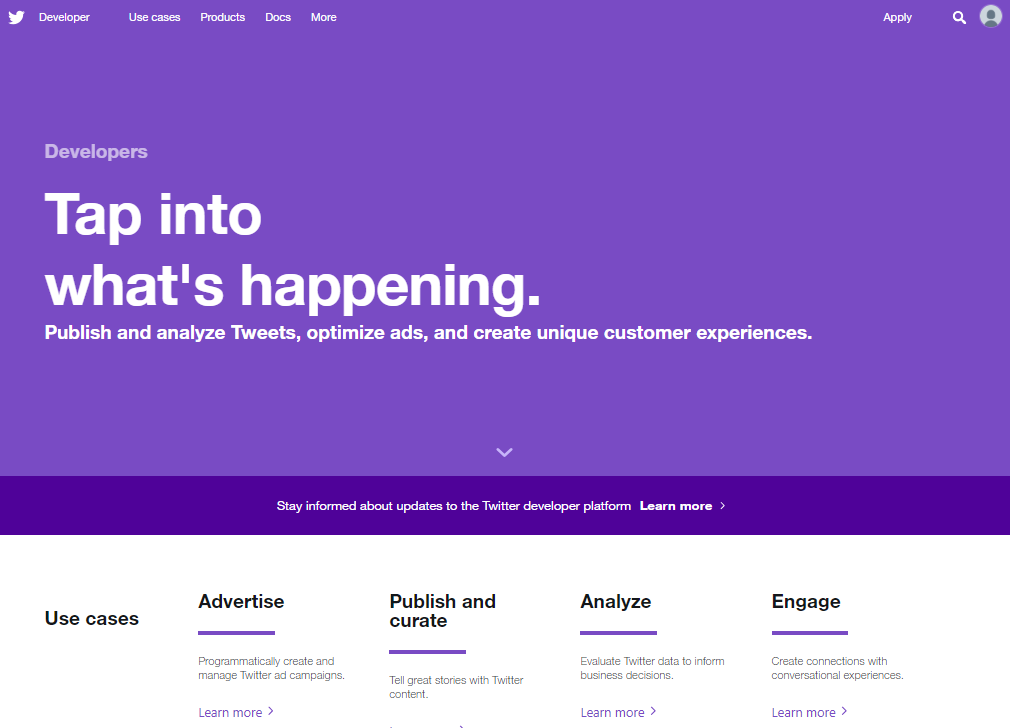 Developer
Use cases
Products
Docs
More
Apply
Developers
Tap into
what's happening.
Publish and analyze Tweets, optimize ads, and create unique customer experiences.
Stay informed about updates to the Twitter developer platform Learn more
Use cases
Advertise
Programmatically create and
manage Twitter ad campaigns.
Learn more
Publish and
curate
Tell great stories with Twitter
content.
Analyze
Evaluate Twitter data to inform
business decisions.
Learn more
Engage
Create connections with
conversational experiences.
Learn more